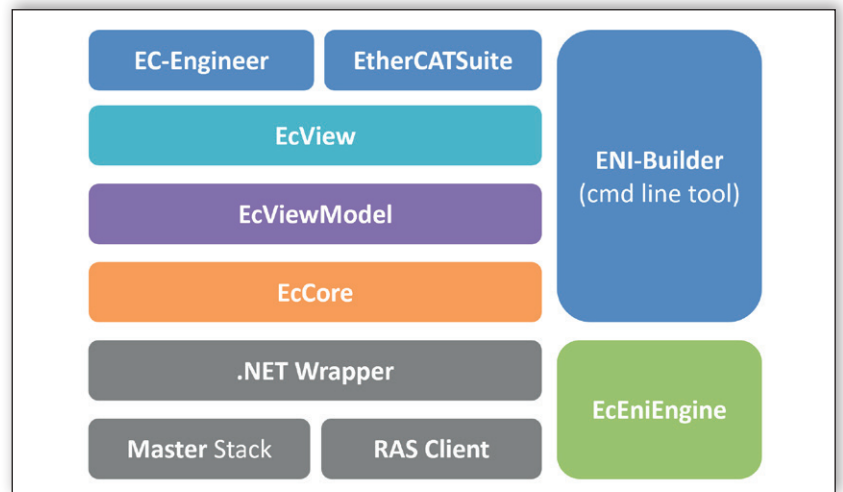 EC-Engineer
EtherCATSuite
EcView
EcViewModel
EcCore
.NET Wrapper
Master Stack
RAS Client
ENI-Builder
(cmd line tool)
EcEniEngine